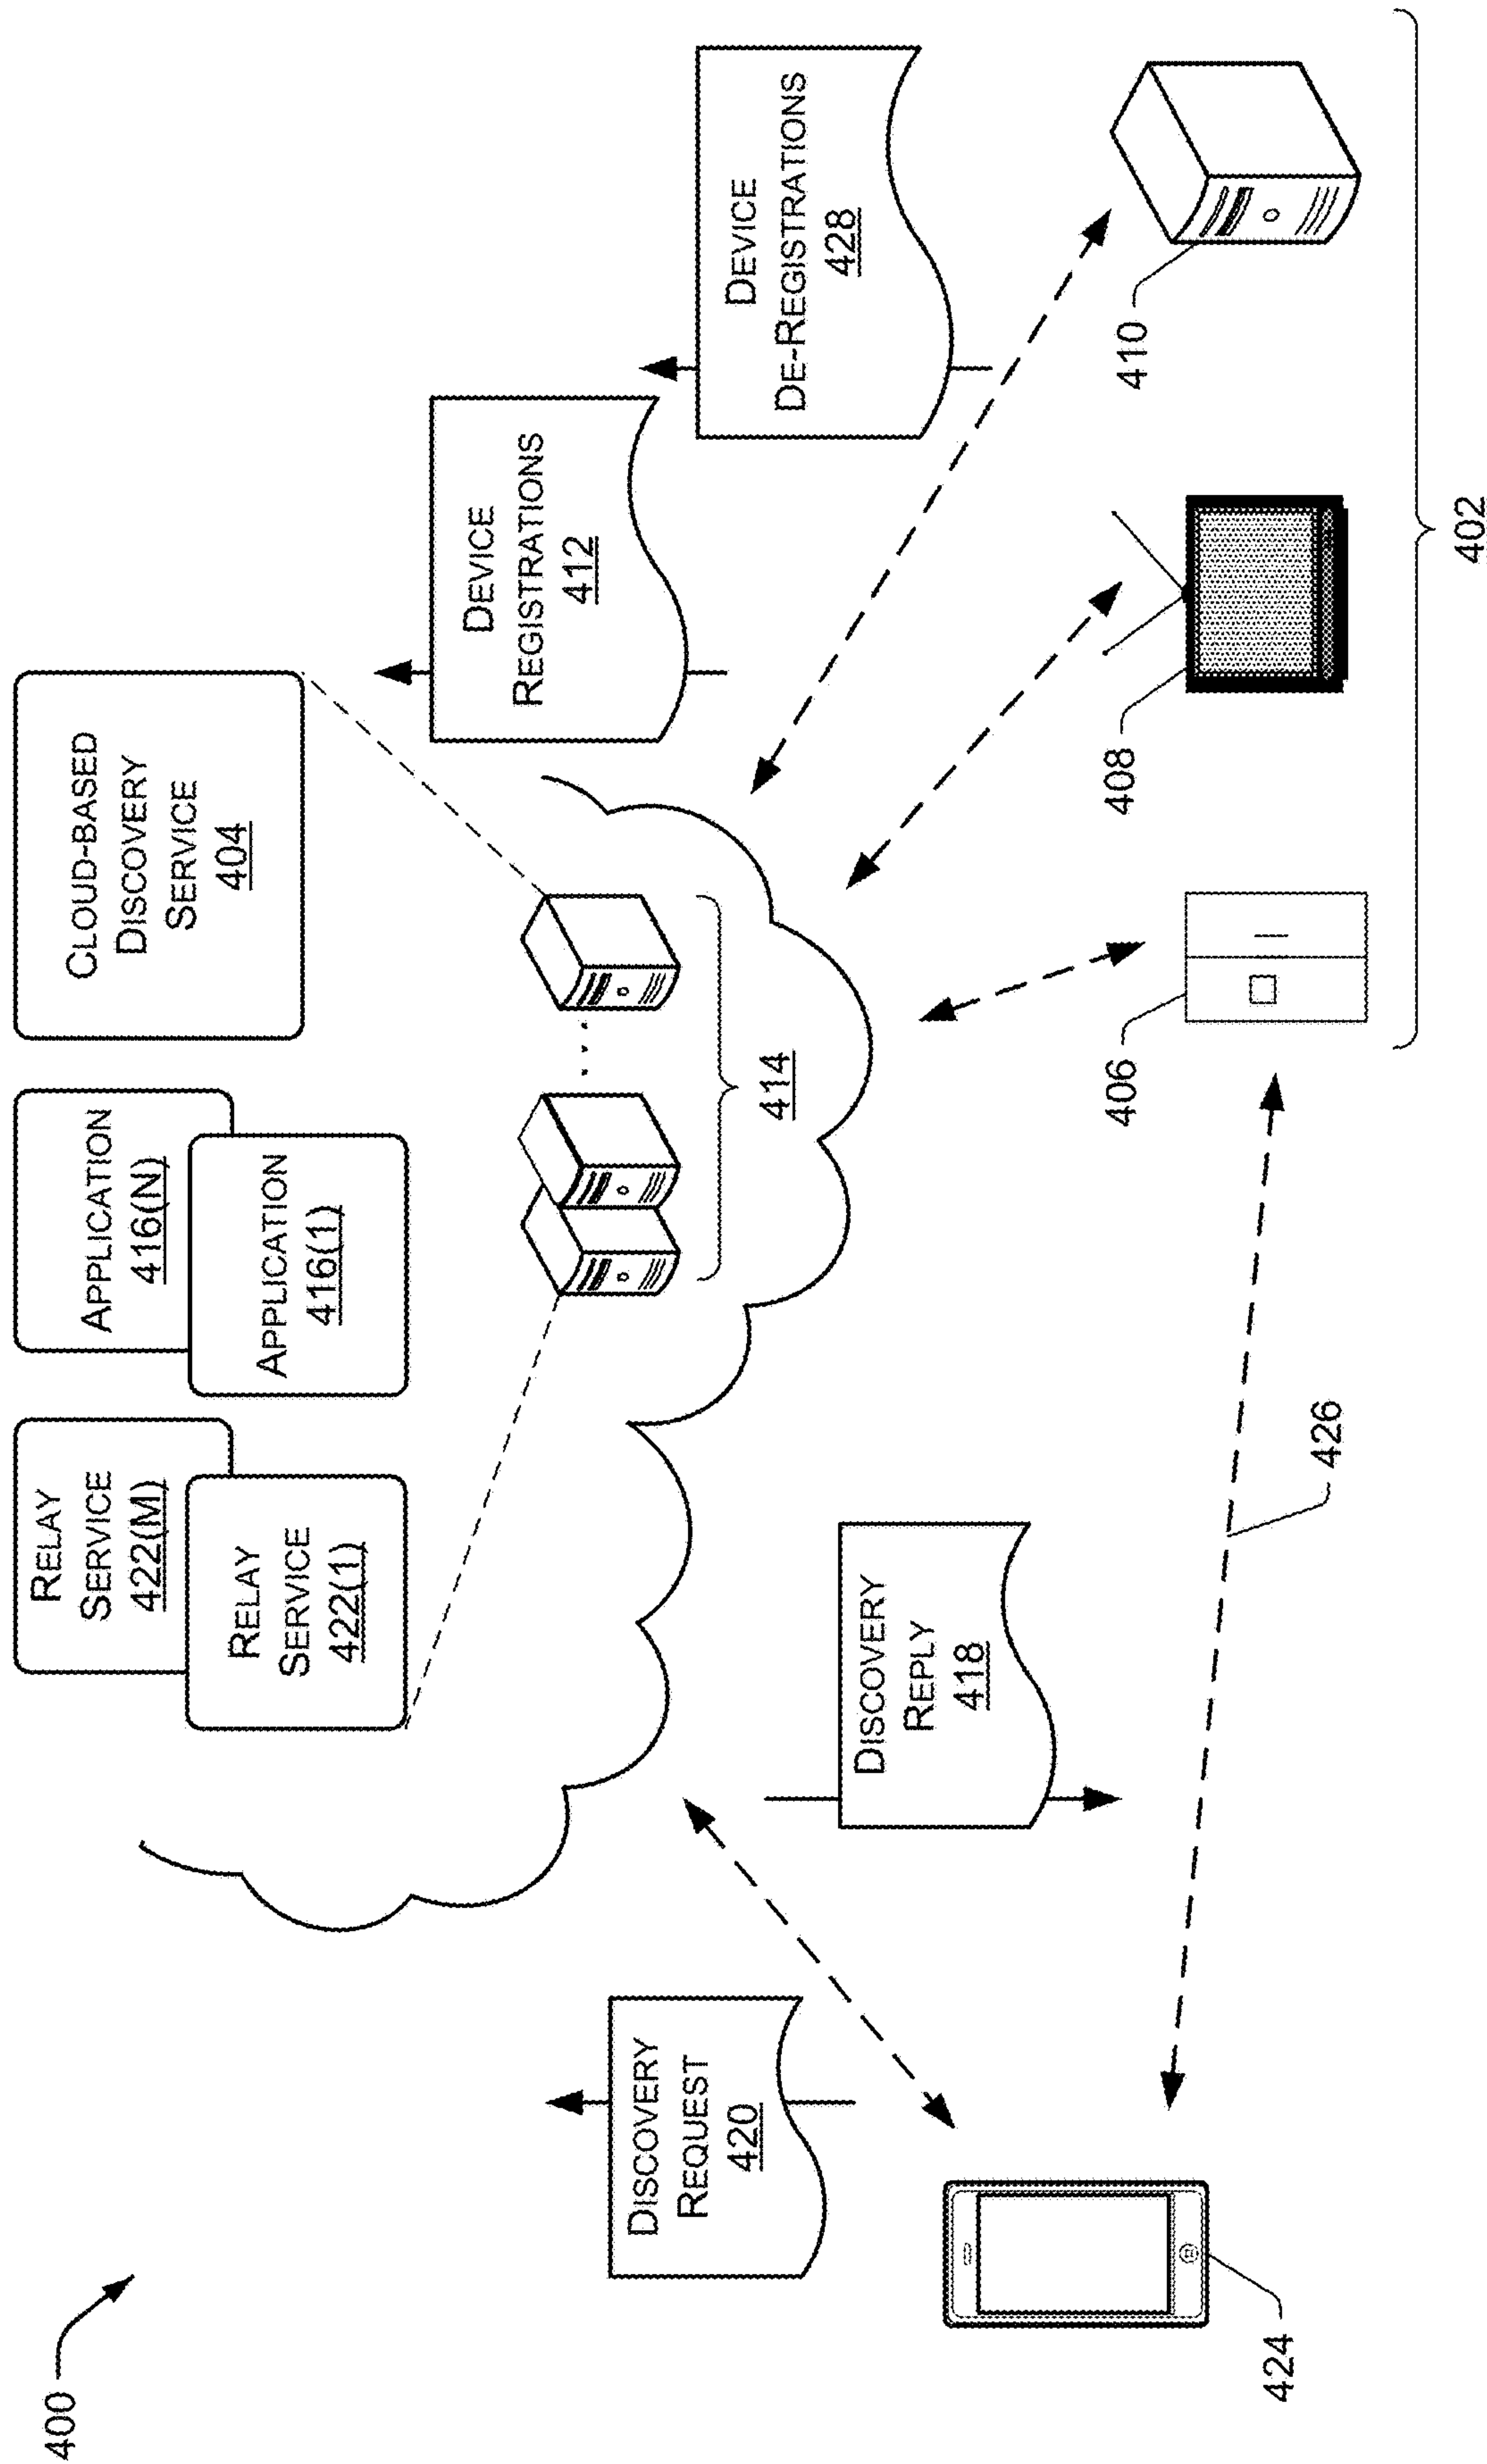 400
RELAY
SERVICE
422(M)
RELAY
SERVICE
422(1)
APPLICATION
416(N)
APPLICATION
416(1)
CLOUD-BASED
DISCOVERY
SERVICE
404
414
DEVICE
REGISTRATIONS
412
DEVICE
DE-REGISTRATIONS
428
DISCOVERY
REQUEST
420
DISCOVERY
REPLY
418
424
426
406
408
410
402